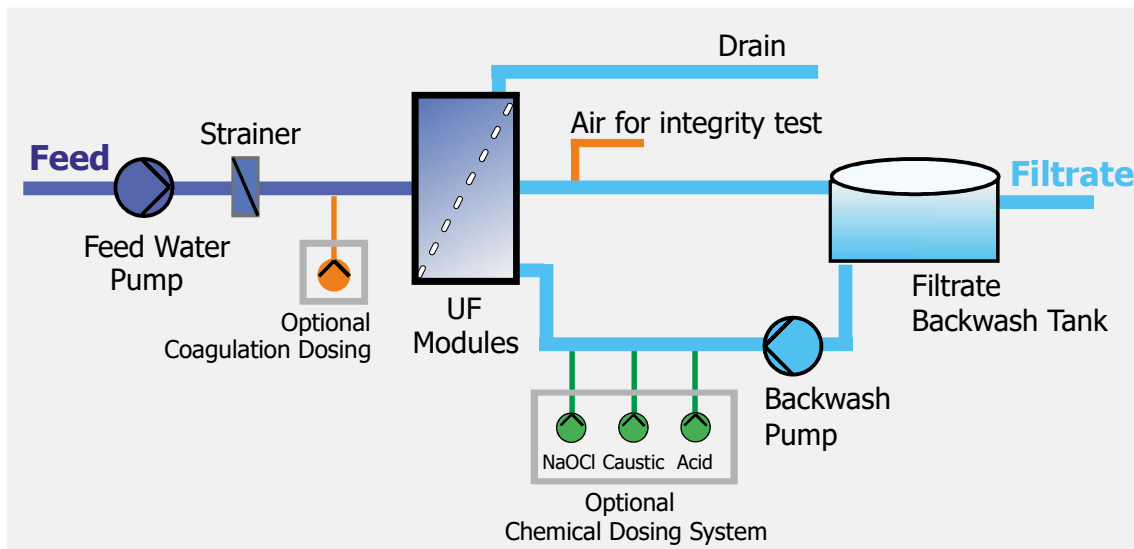 Drain
Air for integrity test
Strainer
Feed
Filtrate
Feed Water
Pump
UF
Modules
Filtrate
Backwash Tank
Optional
Coagulation Dosing
Backwash
Pump
NaOCl Caustic Acid
Optional
Chemical Dosing System